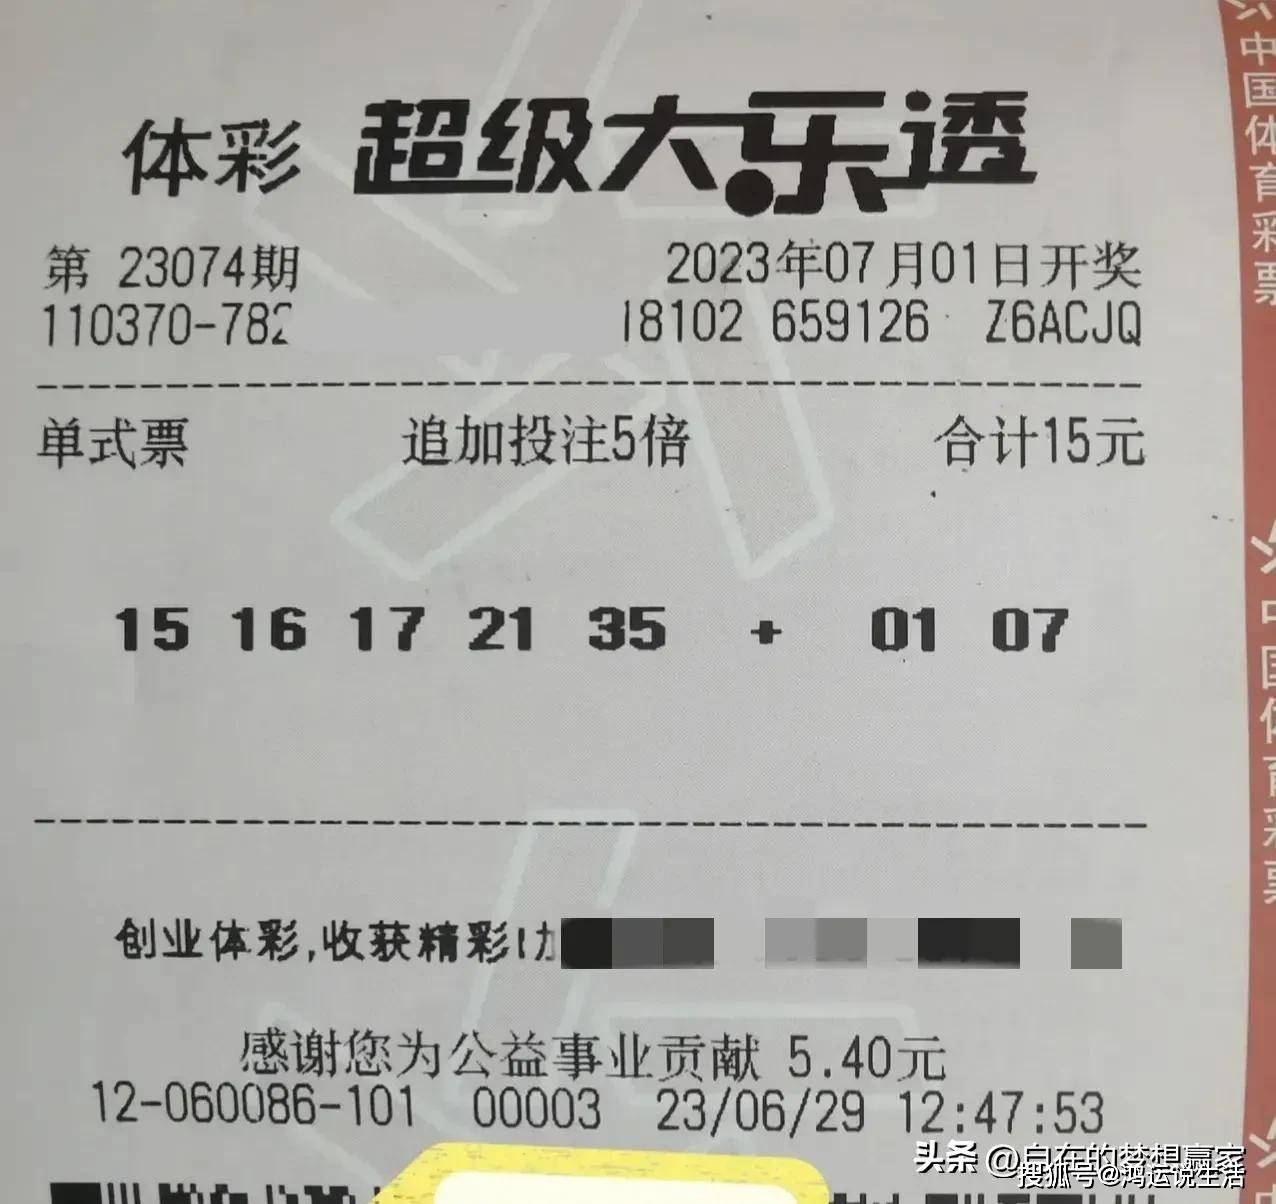 体彩 超级大乐透
第 23074期 2023年07月01日开奖
110370-782 18102 659126 Z6ACJQ
单式票 追加投注5倍 合计15元
15 16 17 21 35 + 01 07
创业体彩,收获精彩!加
感谢您为公益事业贡献 5.40元
12-060086-101 00003 23/06/29 12:47:53
头条 @自在的梦想赢家
搜狐号@鸿运说生活
中国体育彩票
中国体育彩票
中